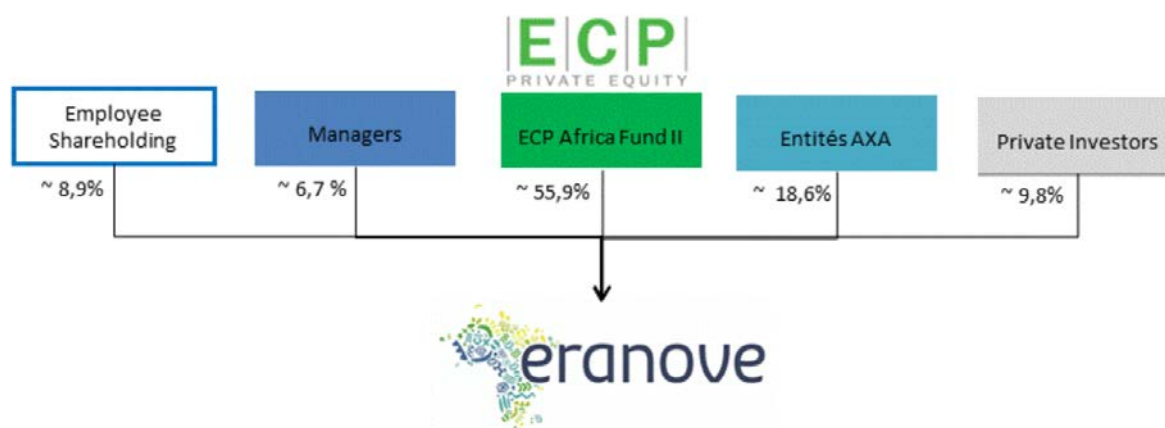 E C P
PRIVATE EQUITY
Employee
Shareholding
Managers
ECP Africa Fund II
Entités AXA
Private Investors
~ 8,9%
~ 6,7 %
~ 55,9%
~ 18,6%
~ 9,8%
eranove